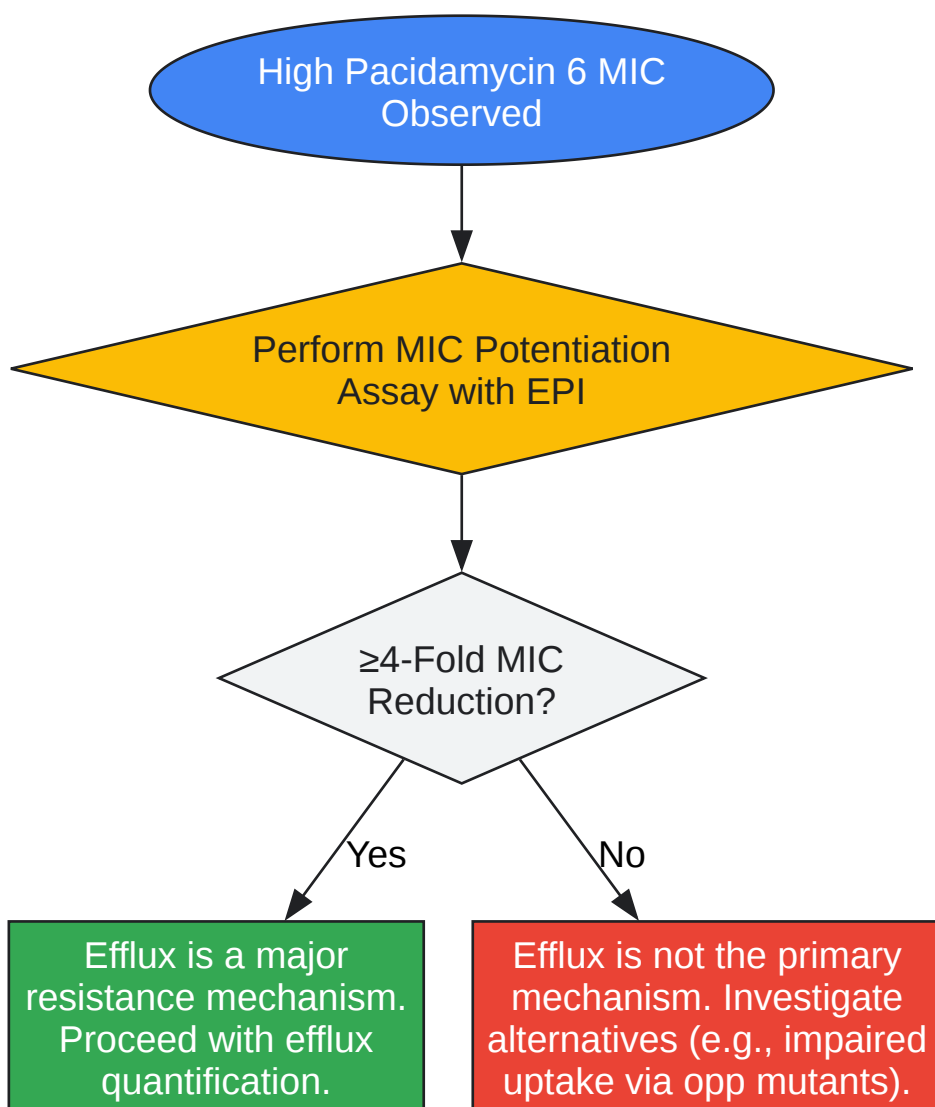 High Pacidamycin 6 MIC
Observed
Perform MIC Potentiation
Assay with EPI
≥4-Fold MIC
Reduction?
Yes
No
Efflux is a major
resistance mechanism.
Proceed with efflux
quantification.
Efflux is not the primary
mechanism. Investigate
alternatives (e.g., impaired
uptake via opp mutants).